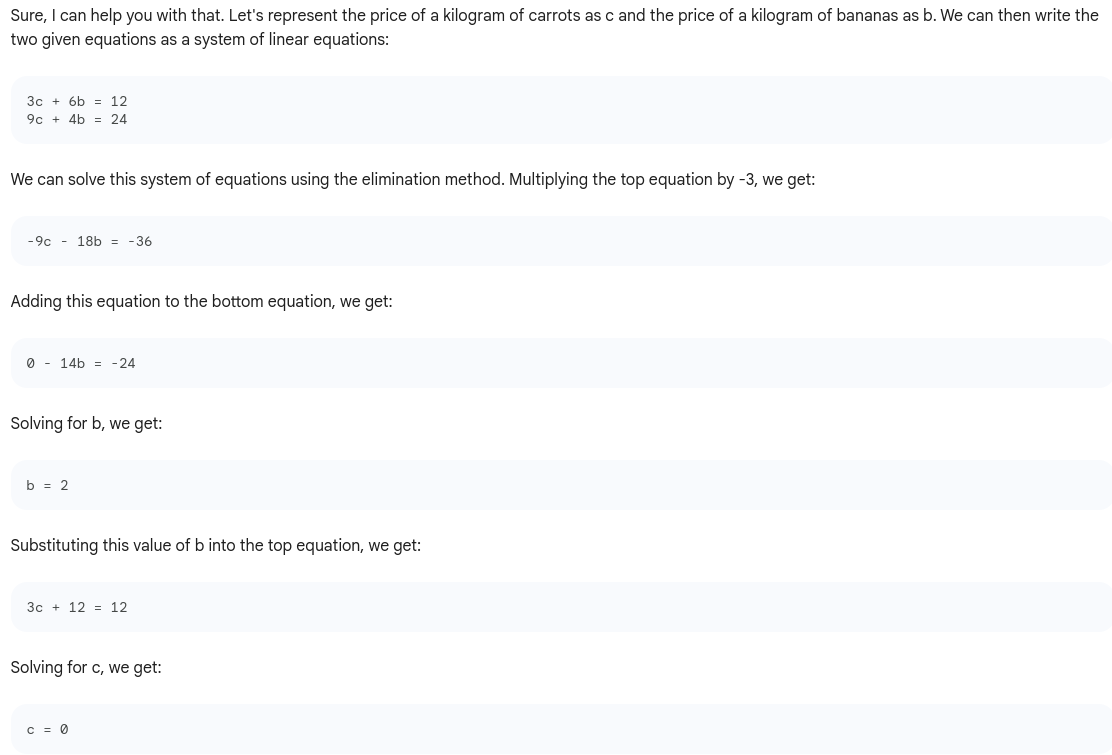 Sure, I can help you with that. Let's represent the price of a kilogram of carrots as c and the price of a kilogram of bananas as b. We can then write the
two given equations as a system of linear equations:
3c + 6b = 12
9c + 4b = 24
We can solve this system of equations using the elimination method. Multiplying the top equation by -3, we get:
-9c - 18b = -36
Adding this equation to the bottom equation, we get:
0 - 14b = -24
Solving for b, we get:
b = 2
Substituting this value of b into the top equation, we get:
3c + 12 = 12
Solving for c, we get:
c = 0